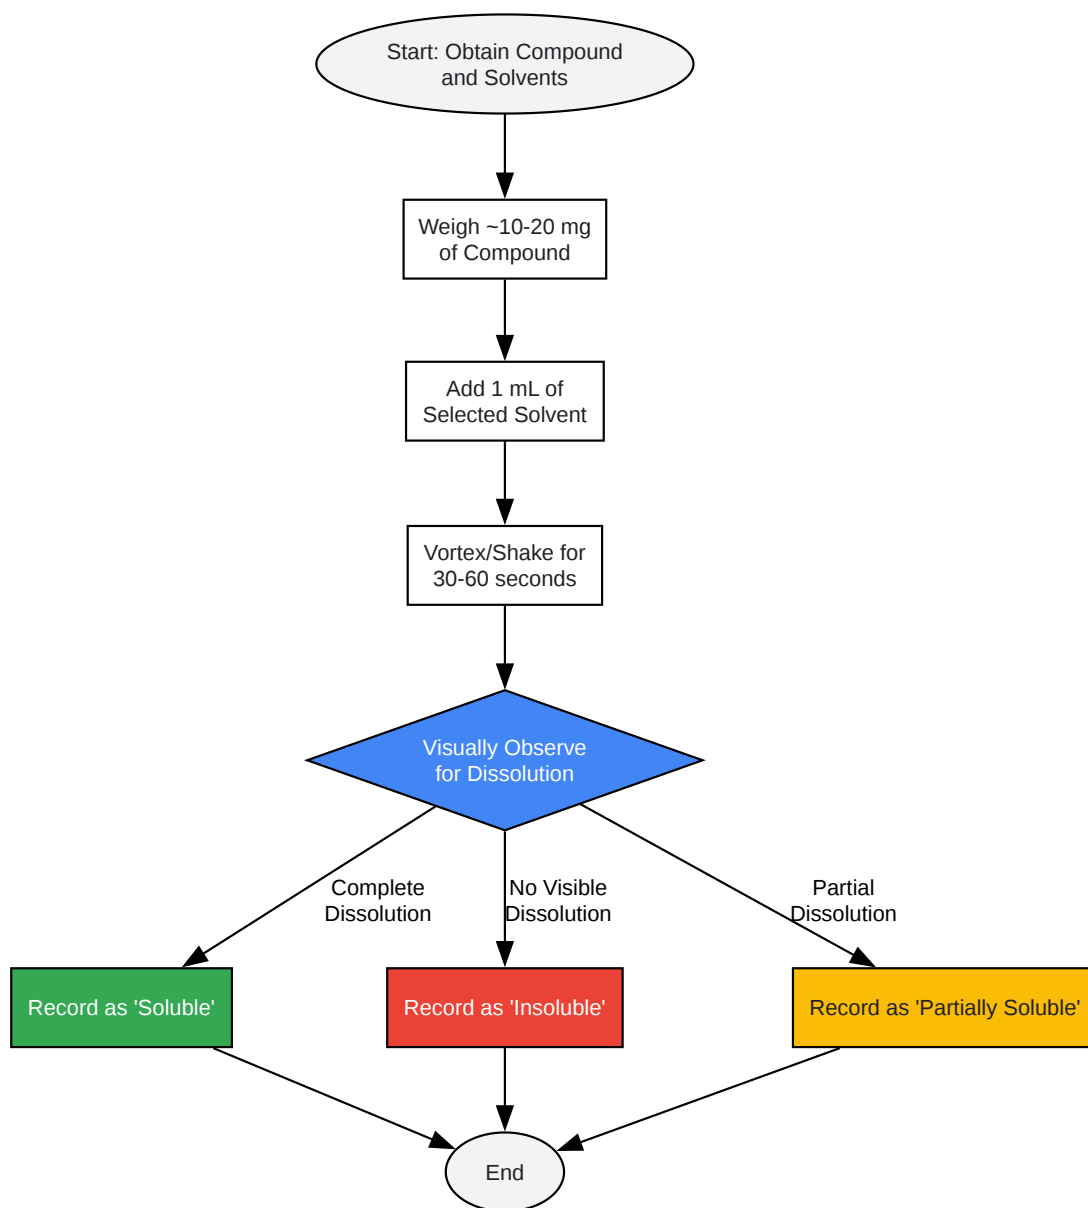 Start: Obtain Compound
and Solvents
Weigh ~10-20 mg
of Compound
Add 1 mL of
Selected Solvent
Vortex/Shake for
30-60 seconds
Visually Observe
for Dissolution
Complete
Dissolution
No Visible
Dissolution
Partial
Dissolution
Record as 'Soluble'
Record as 'Insoluble'
Record as 'Partially Soluble'
End